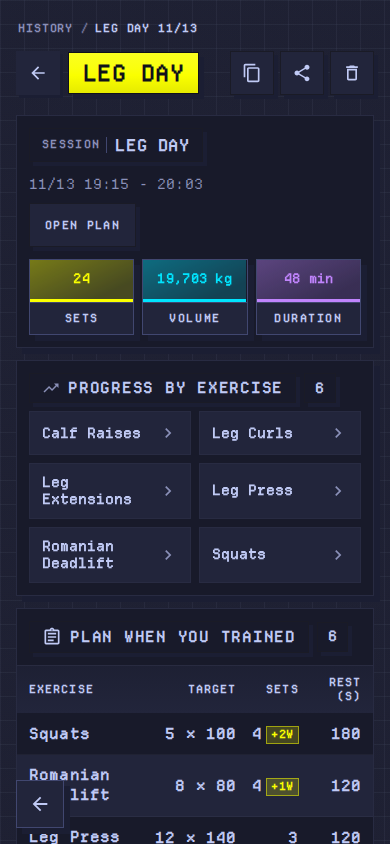 HISTORY / LEG DAY 11/13
LEG DAY
SESSION LEG DAY
11/13 19:15 - 20:03
OPEN PLAN
24 19,703 kg 48 min
SETS VOLUME DURATION
PROGRESS BY EXERCISE 6
Calf Raises Leg Curls
Leg Extensions Leg Press
Romanian Deadlift Squats
PLAN WHEN YOU TRAINED 6
EXERCISE TARGET SETS REST (S)
Squats 5 × 100 4 +2W 180
Romanian
lift 8 × 80 4 +1W 120
Leg Press 12 × 140 3 120